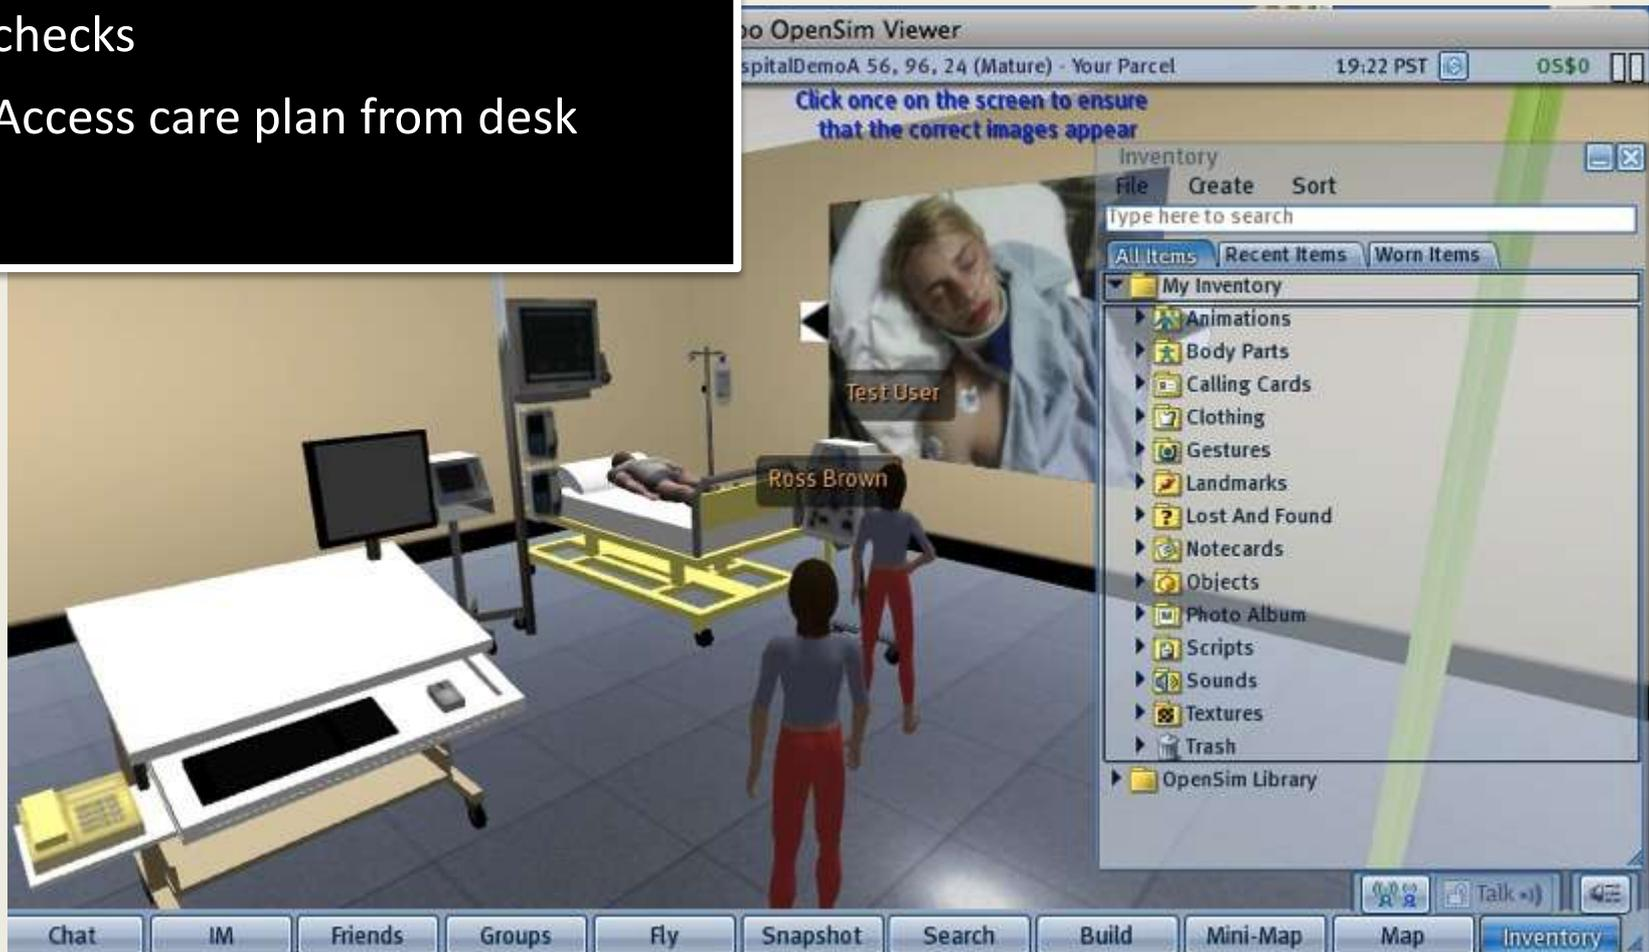 checks
Access care plan from desk
oo OpenSim Viewer
spitalDemoA 56, 96, 24 (Mature) - Your Parcel
19:22 PST
OS$0
Click once on the screen to ensure
that the correct images appear
Inventory
File Create Sort
Type here to search
All Items Recent Items Worn Items
My Inventory
Animations
Body Parts
Calling Cards
Clothing
Gestures
Landmarks
Lost And Found
Notecards
Objects
Photo Album
Scripts
Sounds
Textures
Trash
OpenSim Library
Test User
Ross Brown
Talk
Chat IM Friends Groups Fly Snapshot Search Build Mini-Map Map Inventory